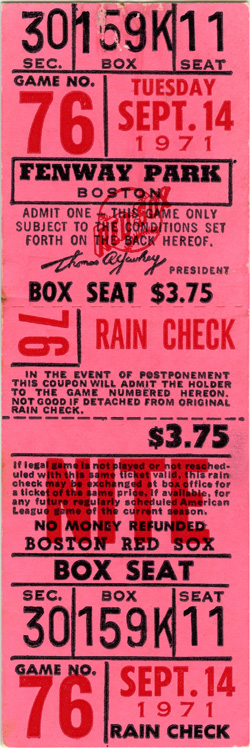 30 159K 11
SEC. BOX SEAT
GAME NO.
76
TUESDAY
SEPT. 14
1971
FENWAY PARK
BOSTON
ADMIT ONE – THIS GAME ONLY
SUBJECT TO THE CONDITIONS SET
FORTH ON THE BACK HEREOF.
Thomas A Yawkey
PRESIDENT
BOX SEAT $3.75
76
RAIN CHECK
IN THE EVENT OF POSTPONEMENT
THIS COUPON WILL ADMIT THE HOLDER
TO THE GAME NUMBERED HEREON.
NOT GOOD IF DETACHED FROM ORIGINAL
RAIN CHECK.
$3.75
NITE
If legal game is not played or not resched-
uled with this same ticket valid, this rain
check may be exchanged at box office for
a ticket of the same price, if available, for
any future regularly scheduled American
League game of the current season.
NO MONEY REFUNDED
BOSTON RED SOX
BOX SEAT
SEC. BOX SEAT
30 159K 11
GAME NO.
76
SEPT. 14
1971
RAIN CHECK